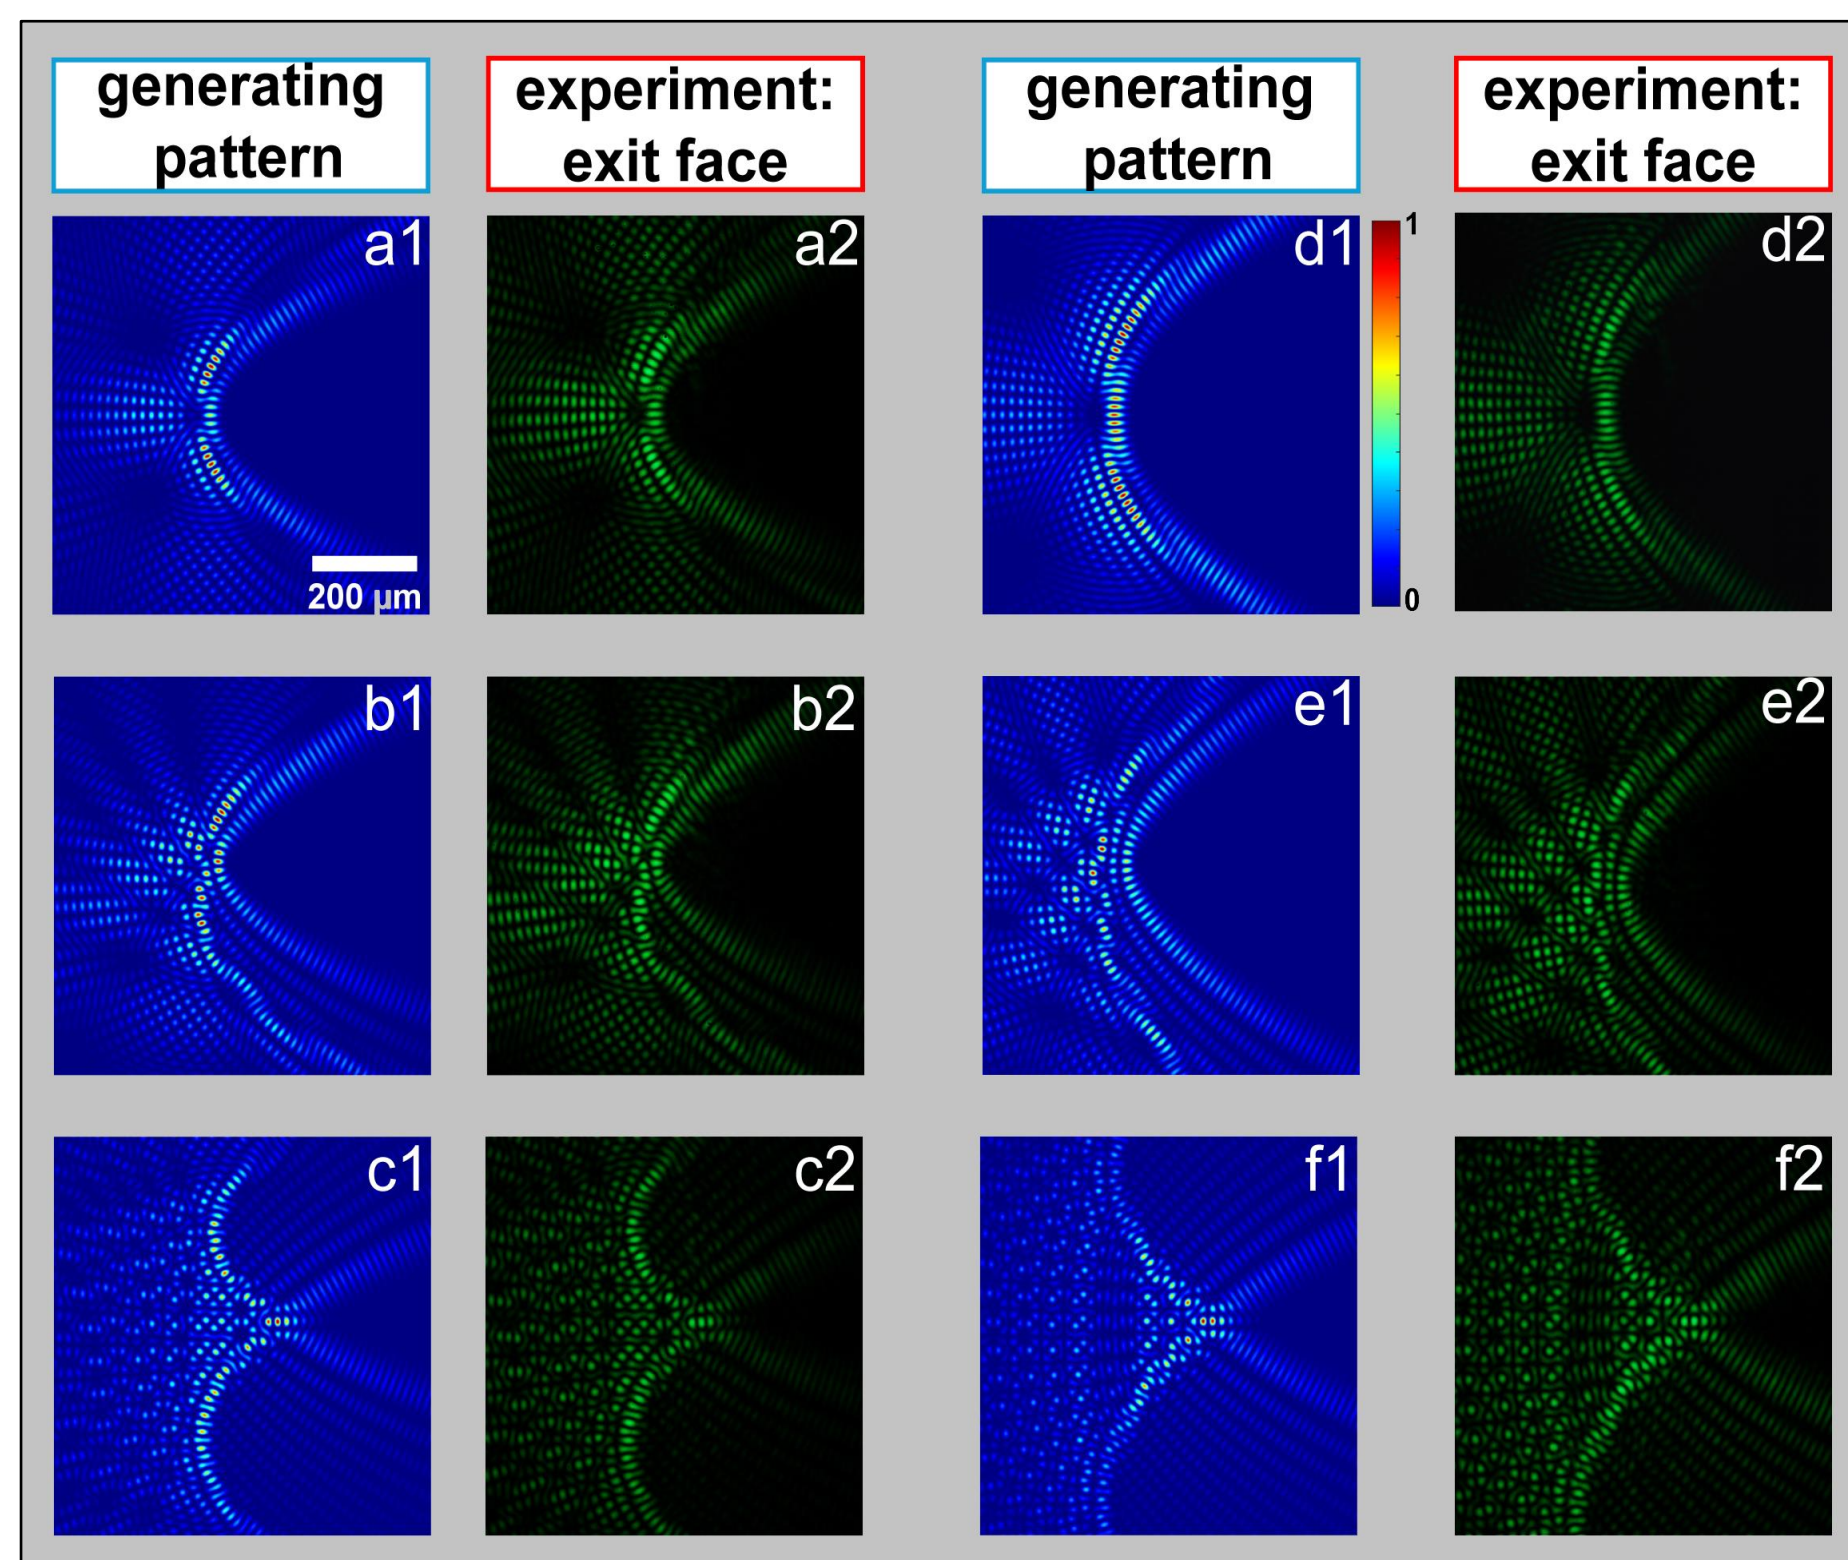 generating
pattern
experiment:
exit face
generating
pattern
experiment:
exit face
a1
200 µm
a2
d1
1
0
d2
b1
b2
e1
e2
c1
c2
f1
f2